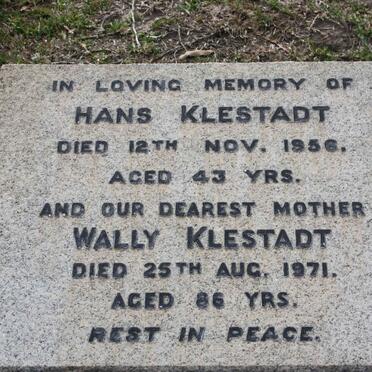 IN LOVING MEMORY OF
HANS KLESTADT
DIED 12TH NOV. 1956.
AGED 43 YRS.
AND OUR DEAREST MOTHER
WALLY KLESTADT
DIED 25TH AUG. 1971.
AGED 86 YRS.
REST IN PEACE.